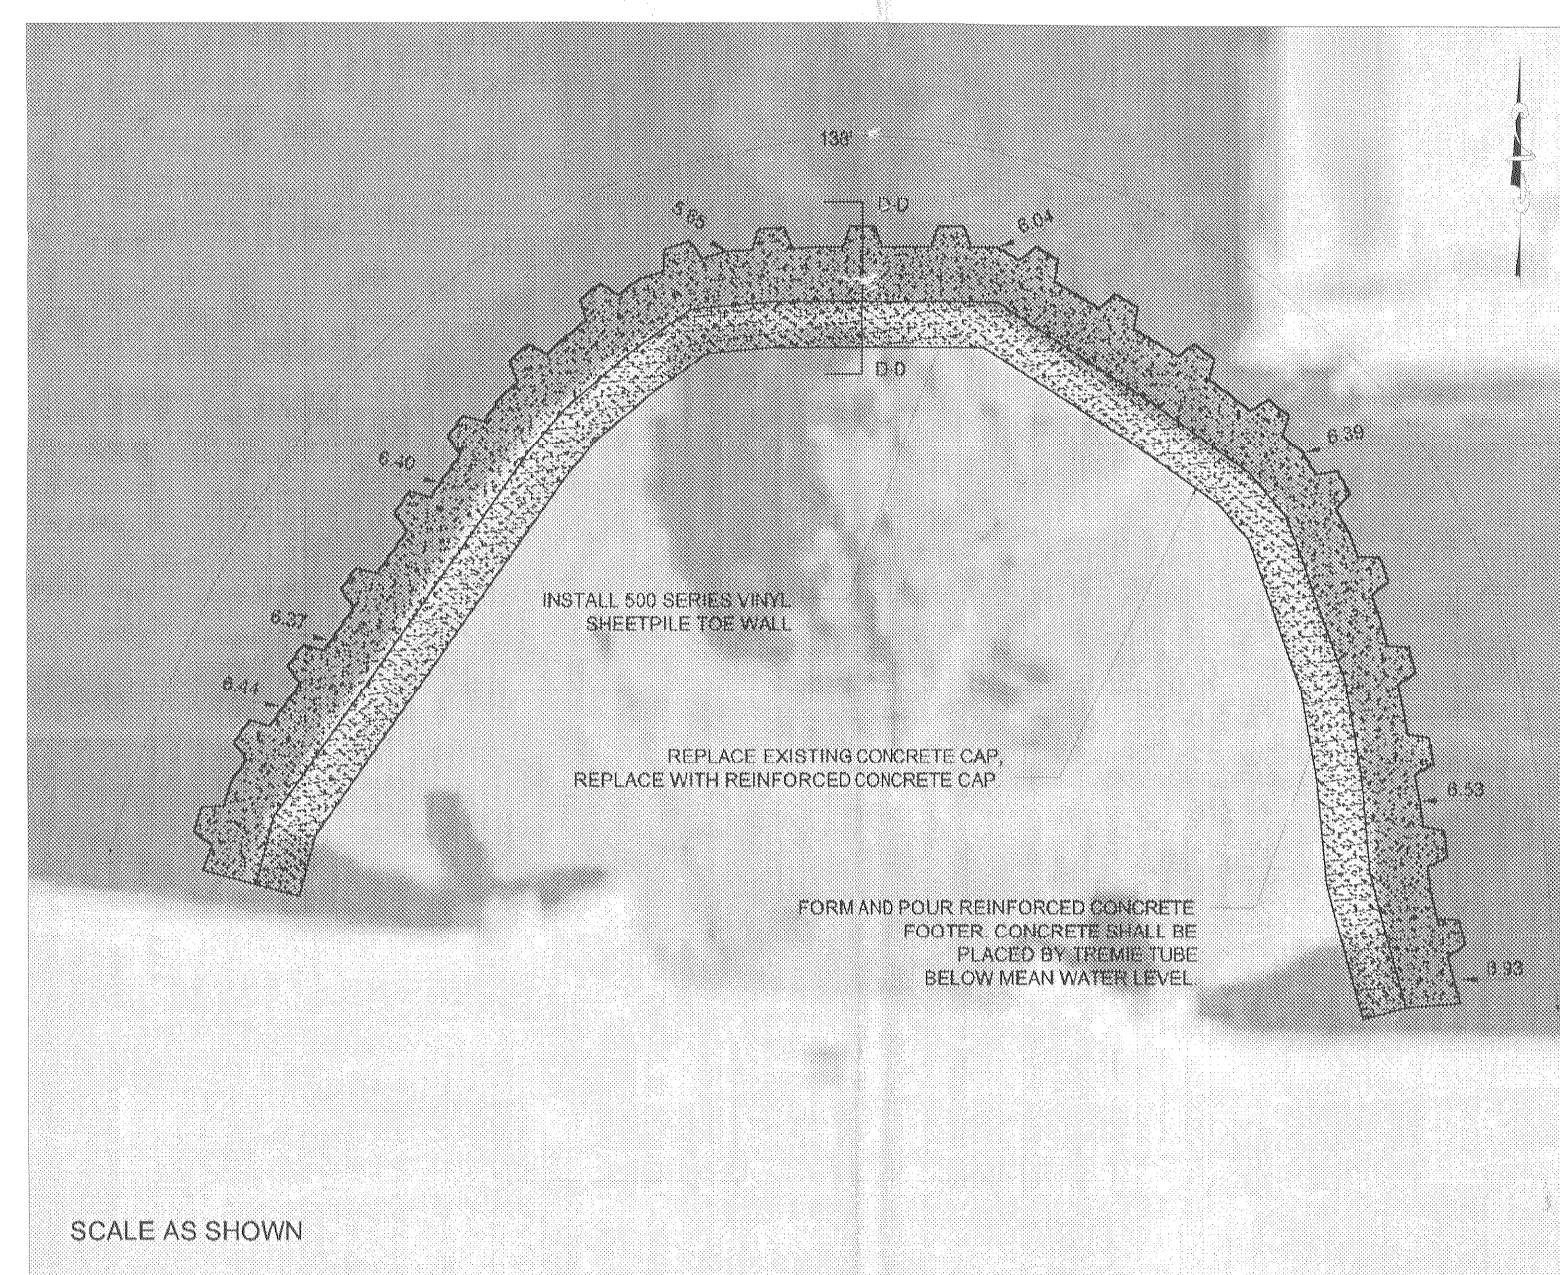 138'
D-D
5.65
6.04
D-D
6.39
6.40
INSTALL 500 SERIES VINYL
SHEETPILE TOE WALL
6.37
6.44
REPLACE EXISTING CONCRETE CAP,
REPLACE WITH REINFORCED CONCRETE CAP
6.53
FORM AND POUR REINFORCED CONCRETE
FOOTER. CONCRETE SHALL BE
PLACED BY TREMIE TUBE
BELOW MEAN WATER LEVEL.
SCALE AS SHOWN